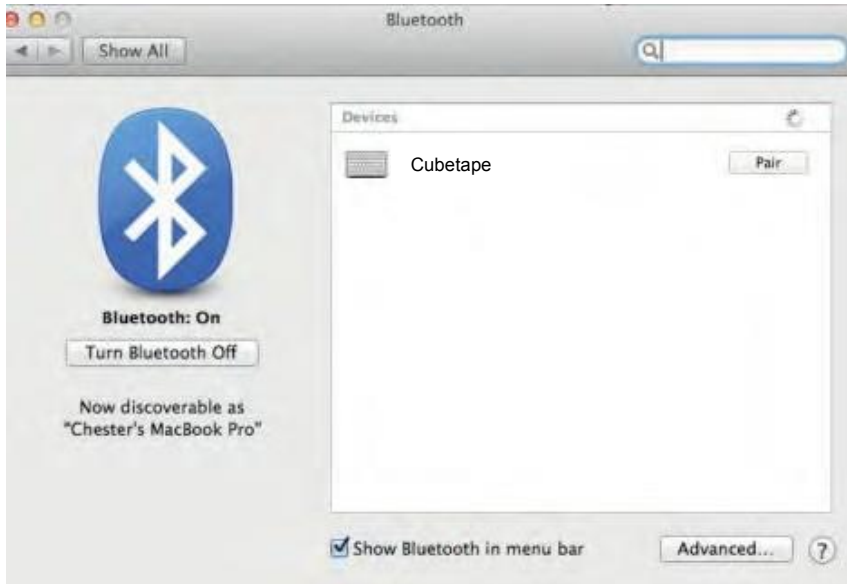 Bluetooth
Show All
Devices
Cubetape
Pair
Bluetooth: On
Turn Bluetooth Off
Now discoverable as
"Chester's MacBook Pro"
Show Bluetooth in menu bar
Advanced...
?